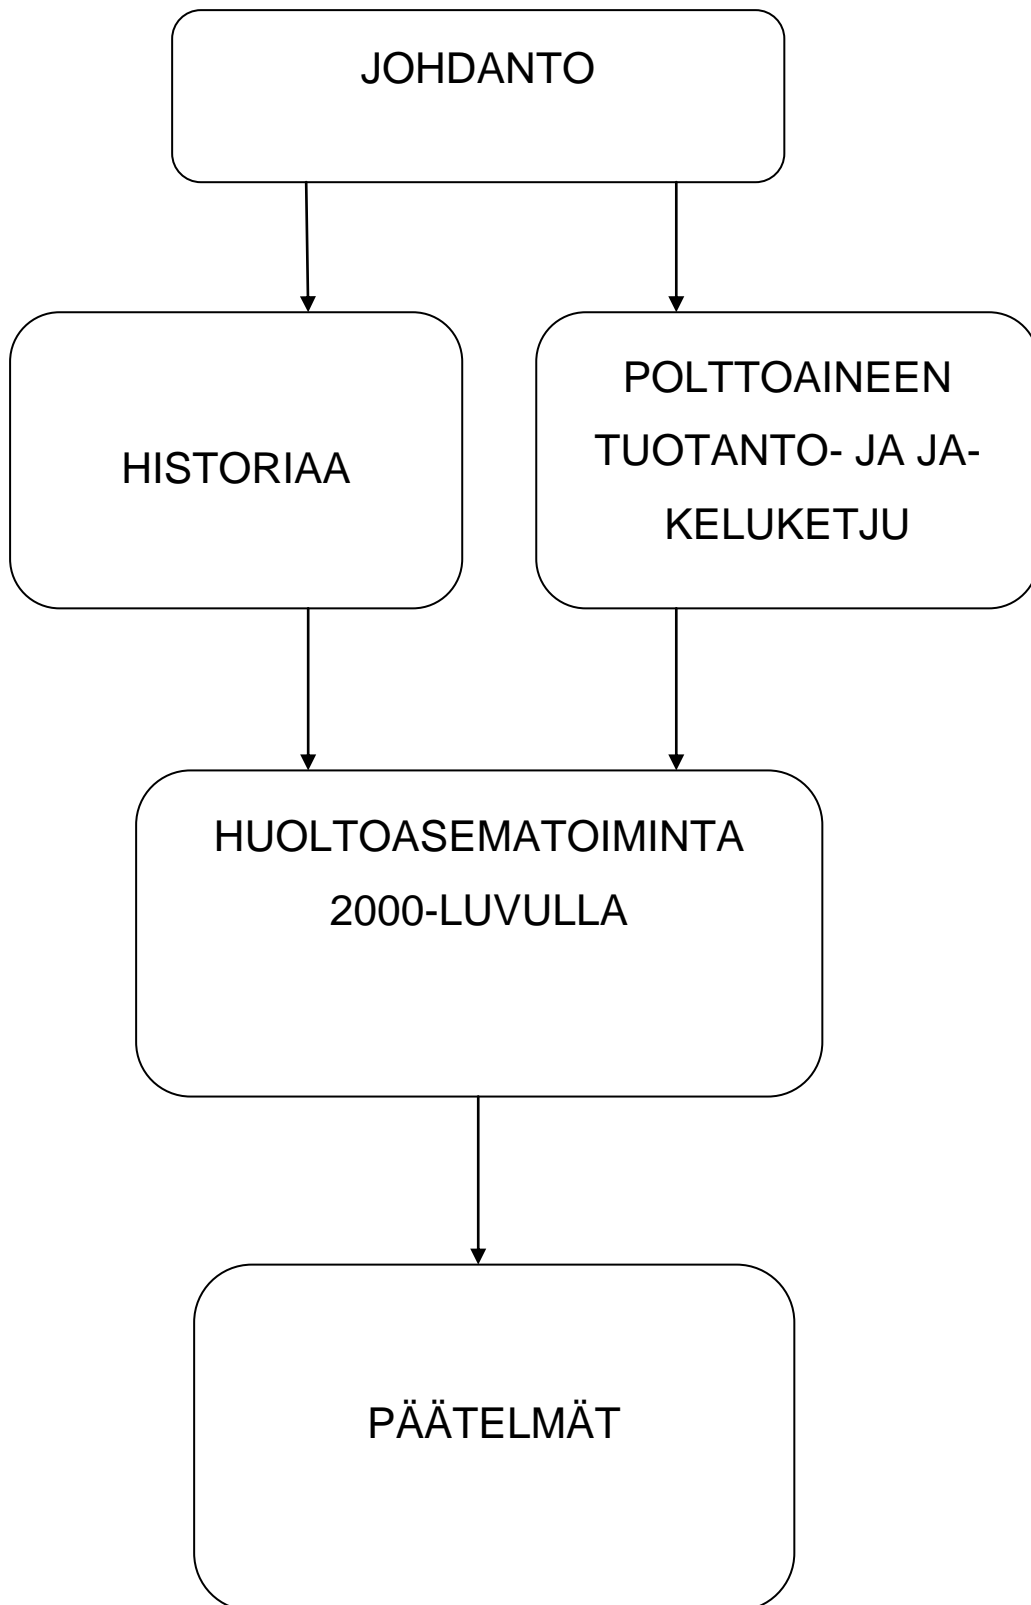 JOHDANTO
HISTORIAA
POLTTOAINEEN
TUOTANTO- JA JA-
KELUKETJU
HUOLTOASEMATOIMINTA
2000-LUVULLA
PÄÄTELMÄT